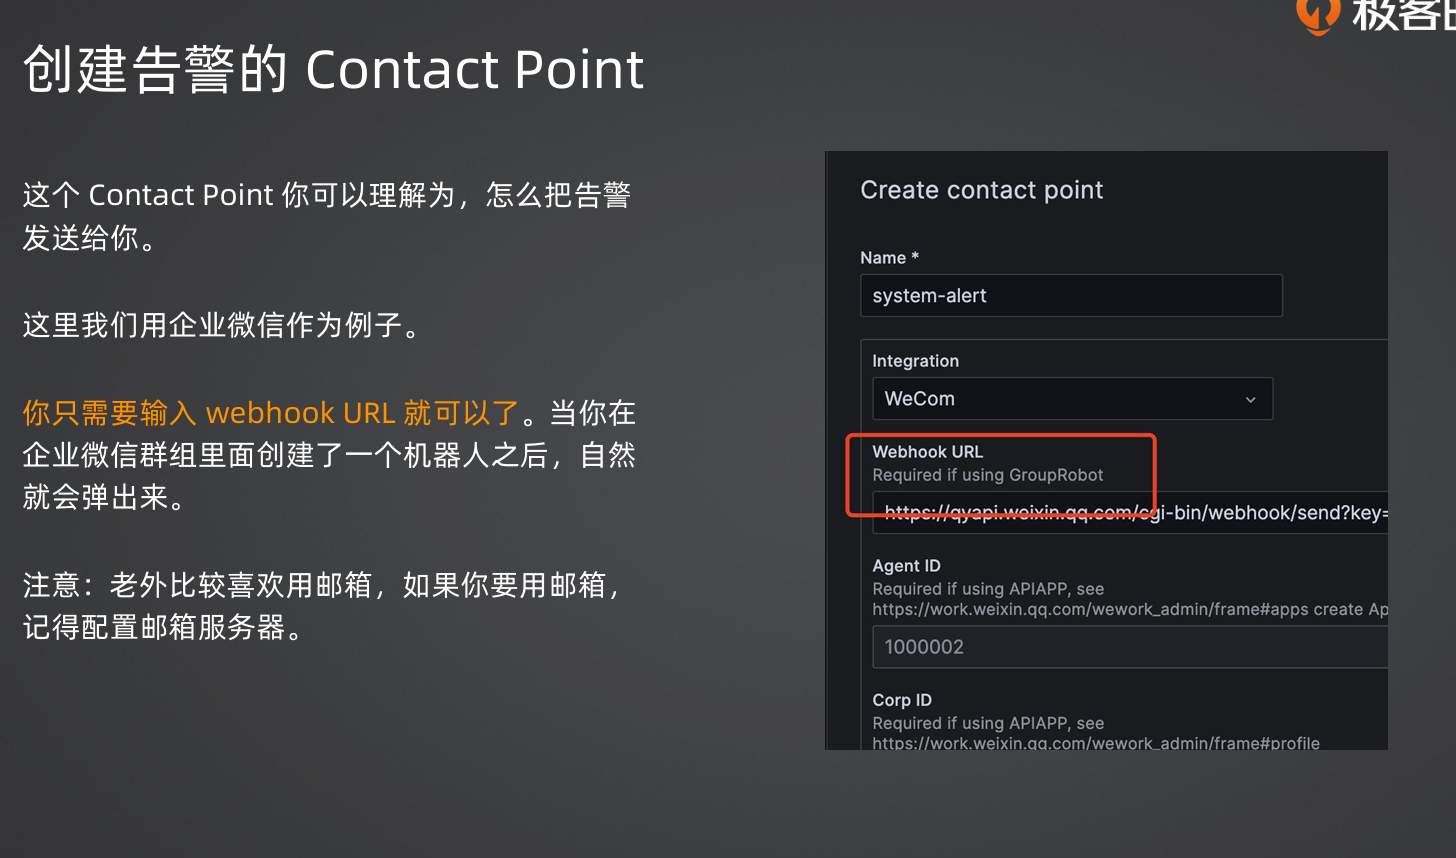 极客
创建告警的 Contact Point
这个 Contact Point 你可以理解为，怎么把告警
发送给你。
这里我们用企业微信作为例子。
你只需要输入 webhook URL 就可以了。当你在
企业微信群组里面创建了一个机器人之后，自然
就会弹出来。
注意：老外比较喜欢用邮箱，如果你要用邮箱，
记得配置邮箱服务器。
Create contact point
Name *
system-alert
Integration
WeCom
Webhook URL
Required if using GroupRobot
https://qyapi.weixin.qq.com/cgi-bin/webhook/send?key=
Agent ID
Required if using APIAPP, see
https://work.weixin.qq.com/wework_admin/frame#apps create Ap
1000002
Corp ID
Required if using APIAPP, see
https://work.weixin.qq.com/wework_admin/frame#profile